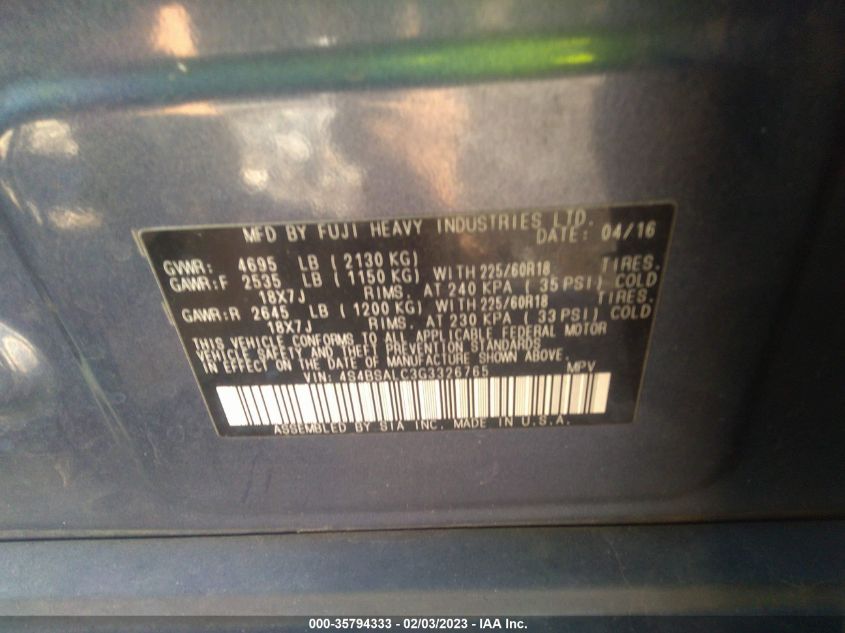 MFD BY FUJI HEAVY INDUSTRIES LTD.
DATE: 04/16
GVWR: 4695 LB ( 2130 KG)
GAWR:F 2535 LB ( 1150 KG) WITH 225/60R18 TIRES.
18X7J RIMS. AT 240 KPA ( 35 PSI) COLD
GAWR:R 2645 LB ( 1200 KG) WITH 225/60R18 TIRES.
18X7J RIMS. AT 230 KPA ( 33 PSI) COLD
THIS VEHICLE CONFORMS TO ALL APPLICABLE FEDERAL MOTOR
VEHICLE SAFETY AND THEFT PREVENTION STANDARDS
IN EFFECT ON THE DATE OF MANUFACTURE SHOWN ABOVE.
VIN: 4S4BSALC3G3326765 MPV
ASSEMBLED BY SIA INC. MADE IN U.S.A.
000-35794333 - 02/03/2023 - IAA Inc.